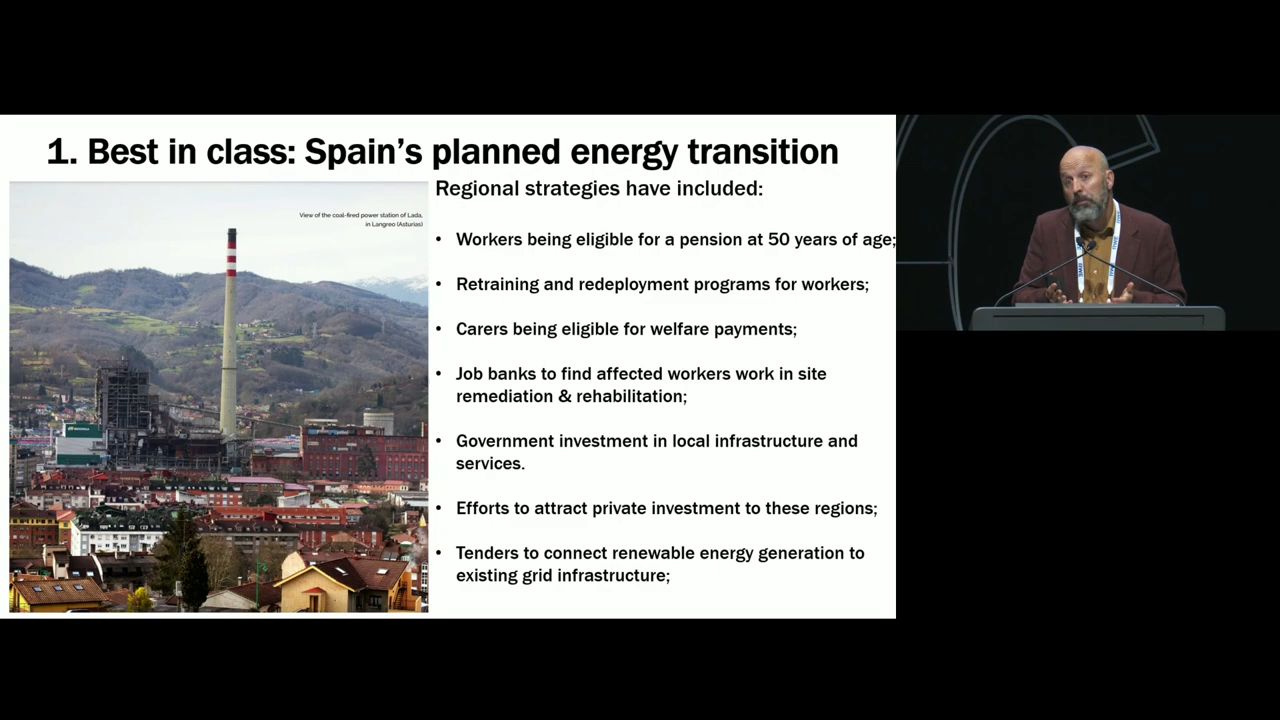 1. Best in class: Spain's planned energy transition
View of the coal-fired power station of Lada,
in Langreo (Asturias)
Regional strategies have included:
• Workers being eligible for a pension at 50 years of age;
• Retraining and redeployment programs for workers;
• Carers being eligible for welfare payments;
• Job banks to find affected workers work in site
remediation & rehabilitation;
• Government investment in local infrastructure and
services.
• Efforts to attract private investment to these regions;
• Tenders to connect renewable energy generation to
existing grid infrastructure;